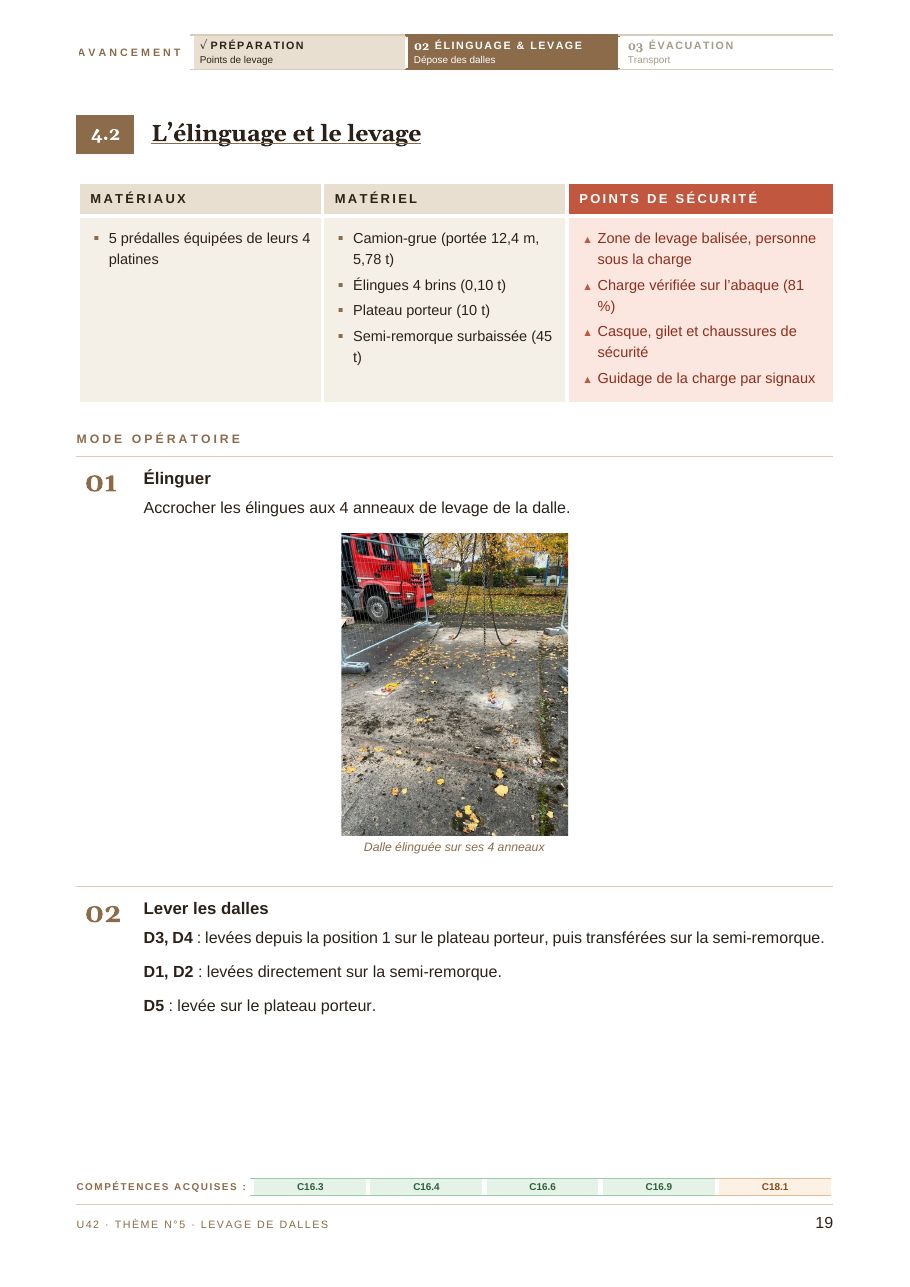 AVANCEMENT
√ PRÉPARATION
Points de levage
02 ÉLINGUAGE & LEVAGE
Dépose des dalles
03 ÉVACUATION
Transport
4.2 L’élinguage et le levage
MATÉRIAUX
▪ 5 prédalles équipées de leurs 4
platines
MATÉRIEL
▪ Camion-grue (portée 12,4 m,
5,78 t)
▪ Élingues 4 brins (0,10 t)
▪ Plateau porteur (10 t)
▪ Semi-remorque surbaissée (45
t)
POINTS DE SÉCURITÉ
▲ Zone de levage balisée, personne
sous la charge
▲ Charge vérifiée sur l’abaque (81
%)
▲ Casque, gilet et chaussures de
sécurité
▲ Guidage de la charge par signaux
MODE OPÉRATOIRE
01 Élinguer
Accrocher les élingues aux 4 anneaux de levage de la dalle.
Dalle élinguée sur ses 4 anneaux
02 Lever les dalles
D3, D4 : levées depuis la position 1 sur le plateau porteur, puis transférées sur la semi-remorque.
D1, D2 : levées directement sur la semi-remorque.
D5 : levée sur le plateau porteur.
COMPÉTENCES ACQUISES : C16.3 C16.4 C16.6 C16.9 C18.1
U42 · THÈME N°5 · LEVAGE DE DALLES 19